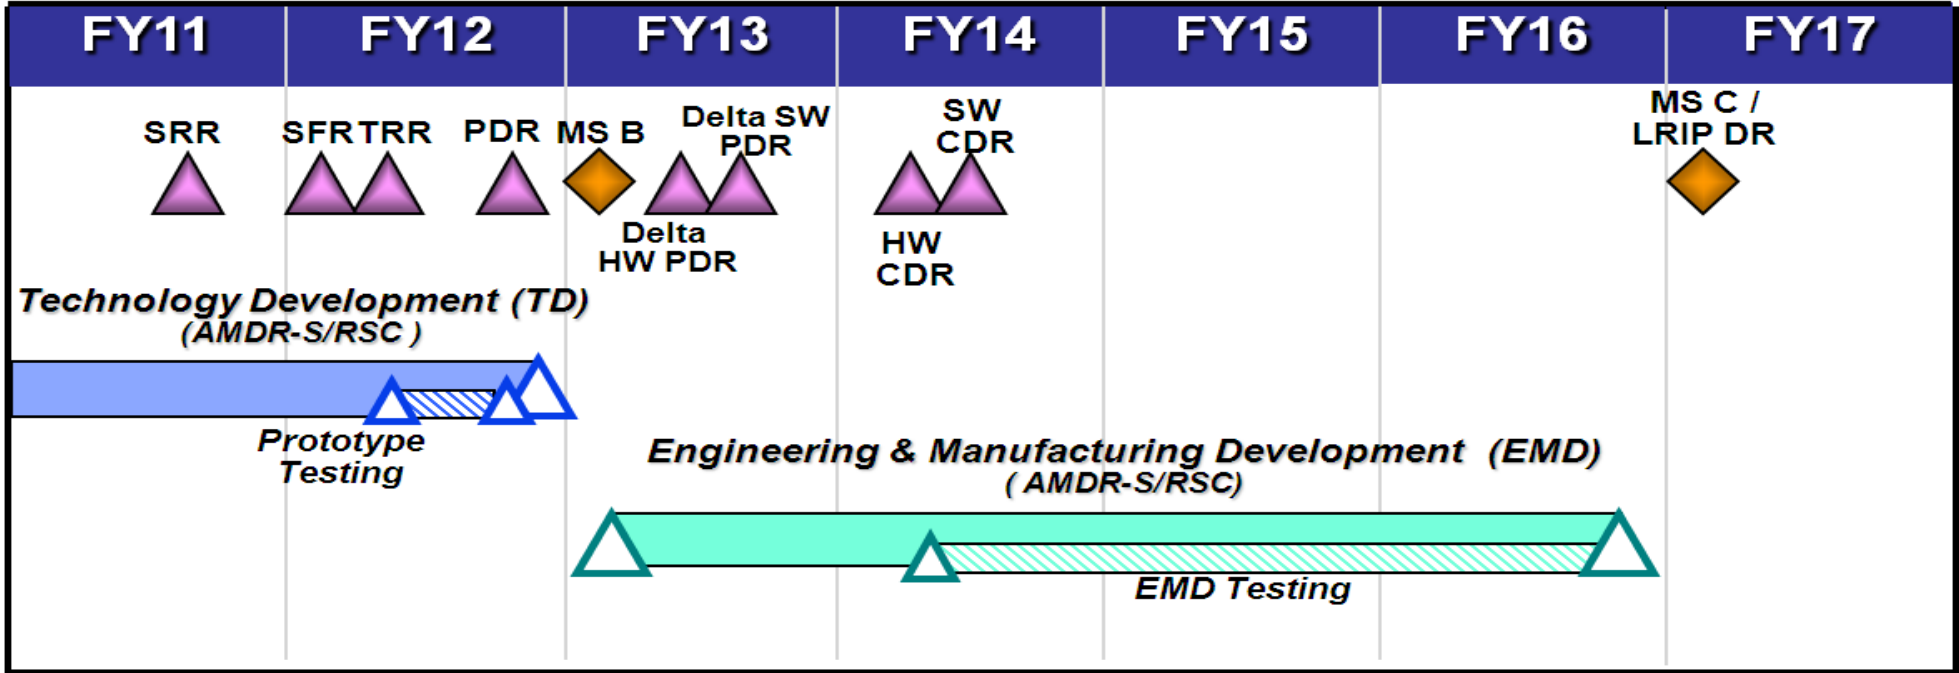 FY11 FY12 FY13 FY14 FY15 FY16 FY17
SRR
SFR TRR
PDR
MS B
Delta SW
PDR
Delta
HW PDR
SW
CDR
HW
CDR
MS C /
LRIP DR
Technology Development (TD)
(AMDR-S/RSC )
Prototype
Testing
Engineering & Manufacturing Development (EMD)
( AMDR-S/RSC)
EMD Testing